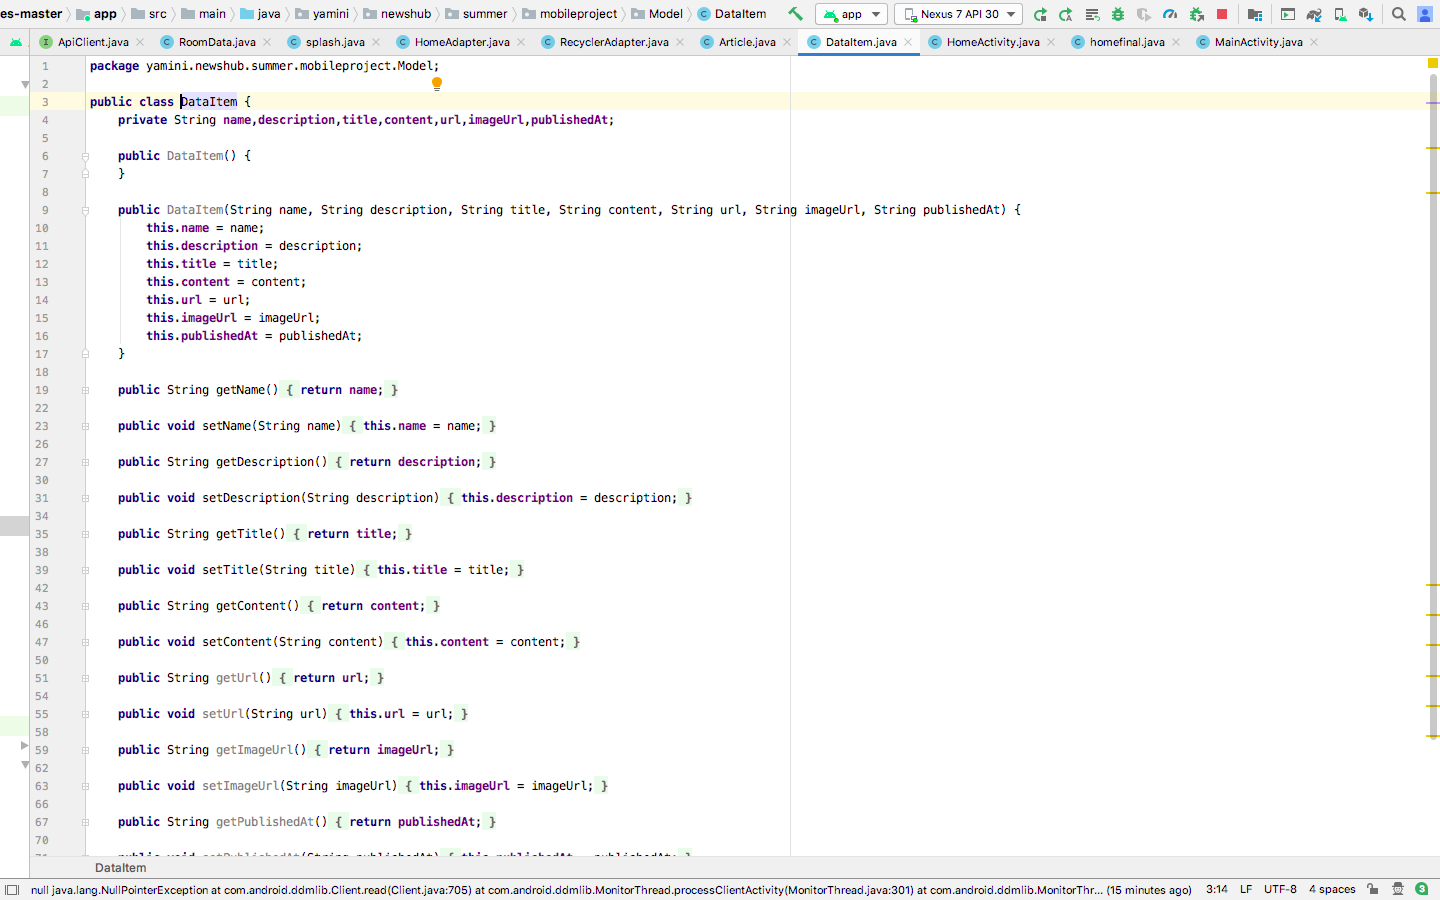 es-master app src main java yamini newshub summer mobileproject Model DataItem app Nexus 7 API 30
ApiClient.java RoomData.java splash.java HomeAdapter.java RecyclerAdapter.java Article.java DataItem.java HomeActivity.java homefinal.java MainActivity.java
1 package yamini.newshub.summer.mobileproject.Model;
2
3 public class DataItem {
4 private String name,description,title,content,url,imageUrl,publishedAt;
5
6 public DataItem() {
7 }
8
9 public DataItem(String name, String description, String title, String content, String url, String imageUrl, String publishedAt) {
10 this.name = name;
11 this.description = description;
12 this.title = title;
13 this.content = content;
14 this.url = url;
15 this.imageUrl = imageUrl;
16 this.publishedAt = publishedAt;
17 }
18
19 public String getName() { return name; }
22
23 public void setName(String name) { this.name = name; }
26
27 public String getDescription() { return description; }
30
31 public void setDescription(String description) { this.description = description; }
34
35 public String getTitle() { return title; }
38
39 public void setTitle(String title) { this.title = title; }
42
43 public String getContent() { return content; }
46
47 public void setContent(String content) { this.content = content; }
50
51 public String getUrl() { return url; }
54
55 public void setUrl(String url) { this.url = url; }
58
59 public String getImageUrl() { return imageUrl; }
62
63 public void setImageUrl(String imageUrl) { this.imageUrl = imageUrl; }
66
67 public String getPublishedAt() { return publishedAt; }
70
DataItem
null java.lang.NullPointerException at com.android.ddmlib.Client.read(Client.java:705) at com.android.ddmlib.MonitorThread.processClientActivity(MonitorThread.java:301) at com.android.ddmlib.MonitorThr... (15 minutes ago) 3:14 LF UTF-8 4 spaces 3